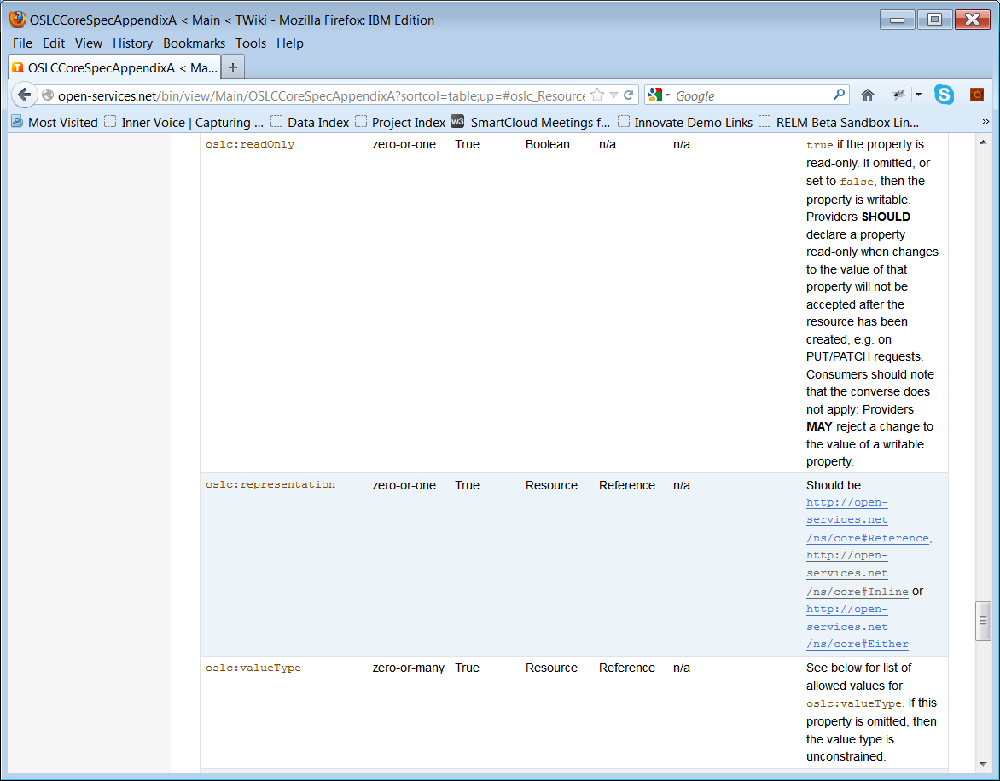 OSLCCoreSpecAppendixA < Main < TWiki - Mozilla Firefox: IBM Edition
File Edit View History Bookmarks Tools Help
OSLCCoreSpecAppendixA < Ma... +
open-services.net/bin/view/Main/OSLCCoreSpecAppendixA?sortcol=table;up=#oslc_Resource Google
Most Visited Inner Voice | Capturing ... Data Index Project Index w3 SmartCloud Meetings f... Innovate Demo Links RELM Beta Sandbox Lin... »
oslc:readOnly zero-or-one True Boolean n/a n/a true if the property is
read-only. If omitted, or
set to false, then the
property is writable.
Providers SHOULD
declare a property
read-only when changes
to the value of that
property will not be
accepted after the
resource has been
created, e.g. on
PUT/PATCH requests.
Consumers should note
that the converse does
not apply: Providers
MAY reject a change to
the value of a writable
property.
oslc:representation zero-or-one True Resource Reference n/a Should be
http://open-
services.net
/ns/core#Reference,
http://open-
services.net
/ns/core#Inline or
http://open-
services.net
/ns/core#Either
oslc:valueType zero-or-many True Resource Reference n/a See below for list of
allowed values for
oslc:valueType. If this
property is omitted, then
the value type is
unconstrained.